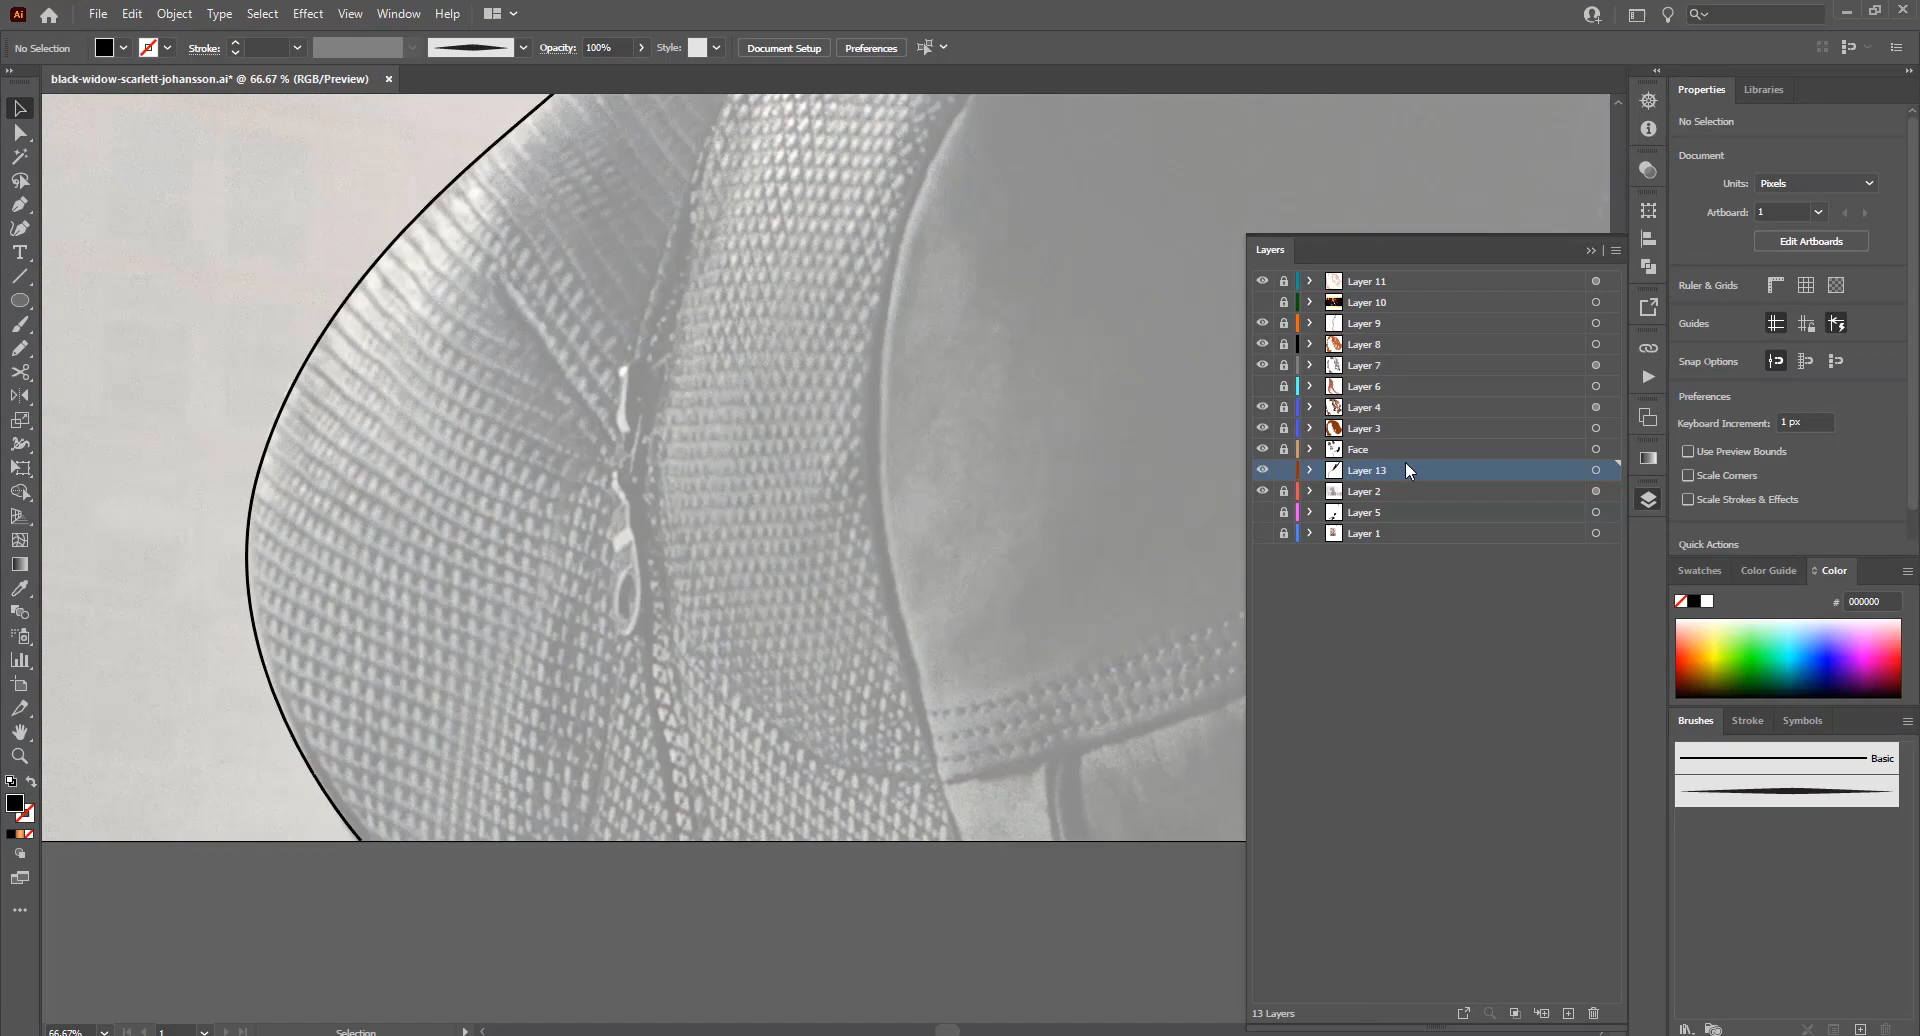 Ai File Edit Object Type Select Effect View Window Help
No Selection Stroke: Opacity: 100% Style: Document Setup Preferences
black-widow-scarlett-johansson.ai* @ 66.67 % (RGB/Preview)
Properties Libraries
No Selection
Document
Units: Pixels
Artboard: 1
Edit Artboards
Ruler & Grids
Guides
Snap Options
Preferences
Keyboard Increment: 1 px
Use Preview Bounds
Scale Corners
Scale Strokes & Effects
Quick Actions
Layers
Layer 11
Layer 10
Layer 9
Layer 8
Layer 7
Layer 6
Layer 4
Layer 3
Face
Layer 13
Layer 2
Layer 5
Layer 1
13 Layers
Swatches Color Guide Color
# 000000
Brushes Stroke Symbols
Basic
66.67% 1 Selection